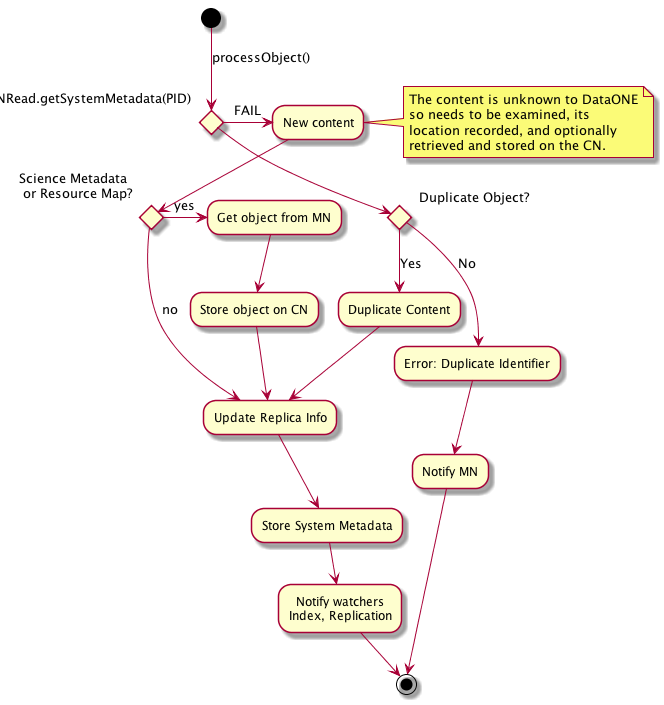 processObject()
NRead.getSystemMetadata(PID)
FAIL
New content
The content is unknown to DataONE
so needs to be examined, its
location recorded, and optionally
retrieved and stored on the CN.
Science Metadata
or Resource Map?
yes
Get object from MN
Duplicate Object?
Yes
No
no
Store object on CN
Duplicate Content
Error: Duplicate Identifier
Update Replica Info
Notify MN
Store System Metadata
Notify watchers
Index, Replication